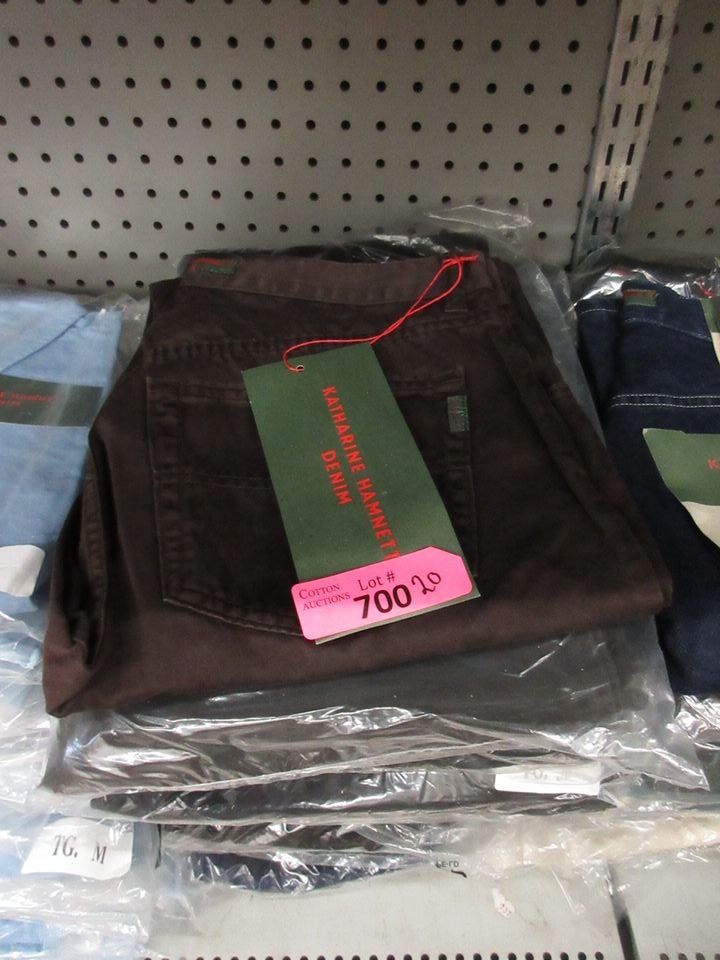 KATHARINE HAMNETT
DENIM
COTTON
AUCTIONS
Lot #
700 20
TG. M